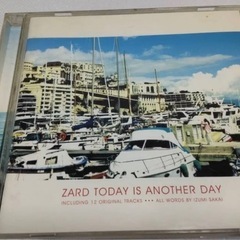 ZARD TODAY IS ANOTHER DAY
INCLUDING 12 ORIGINAL TRACKS ••• ALL WORDS BY IZUMI SAKAI